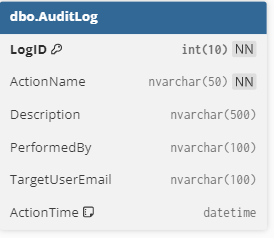 dbo.AuditLog
LogID int(10) NN
ActionName nvarchar(50) NN
Description nvarchar(500)
PerformedBy nvarchar(100)
TargetUserEmail nvarchar(100)
ActionTime datetime